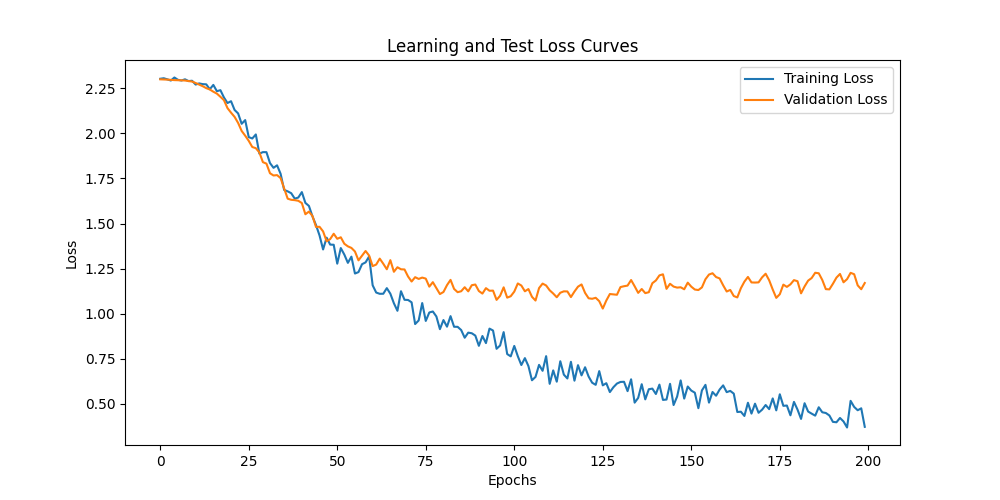 Learning and Test Loss Curves
Training Loss
Validation Loss
2.25
2.00
1.75
1.50
1.25
1.00
0.75
0.50
Loss
0 25 50 75 100 125 150 175 200
Epochs